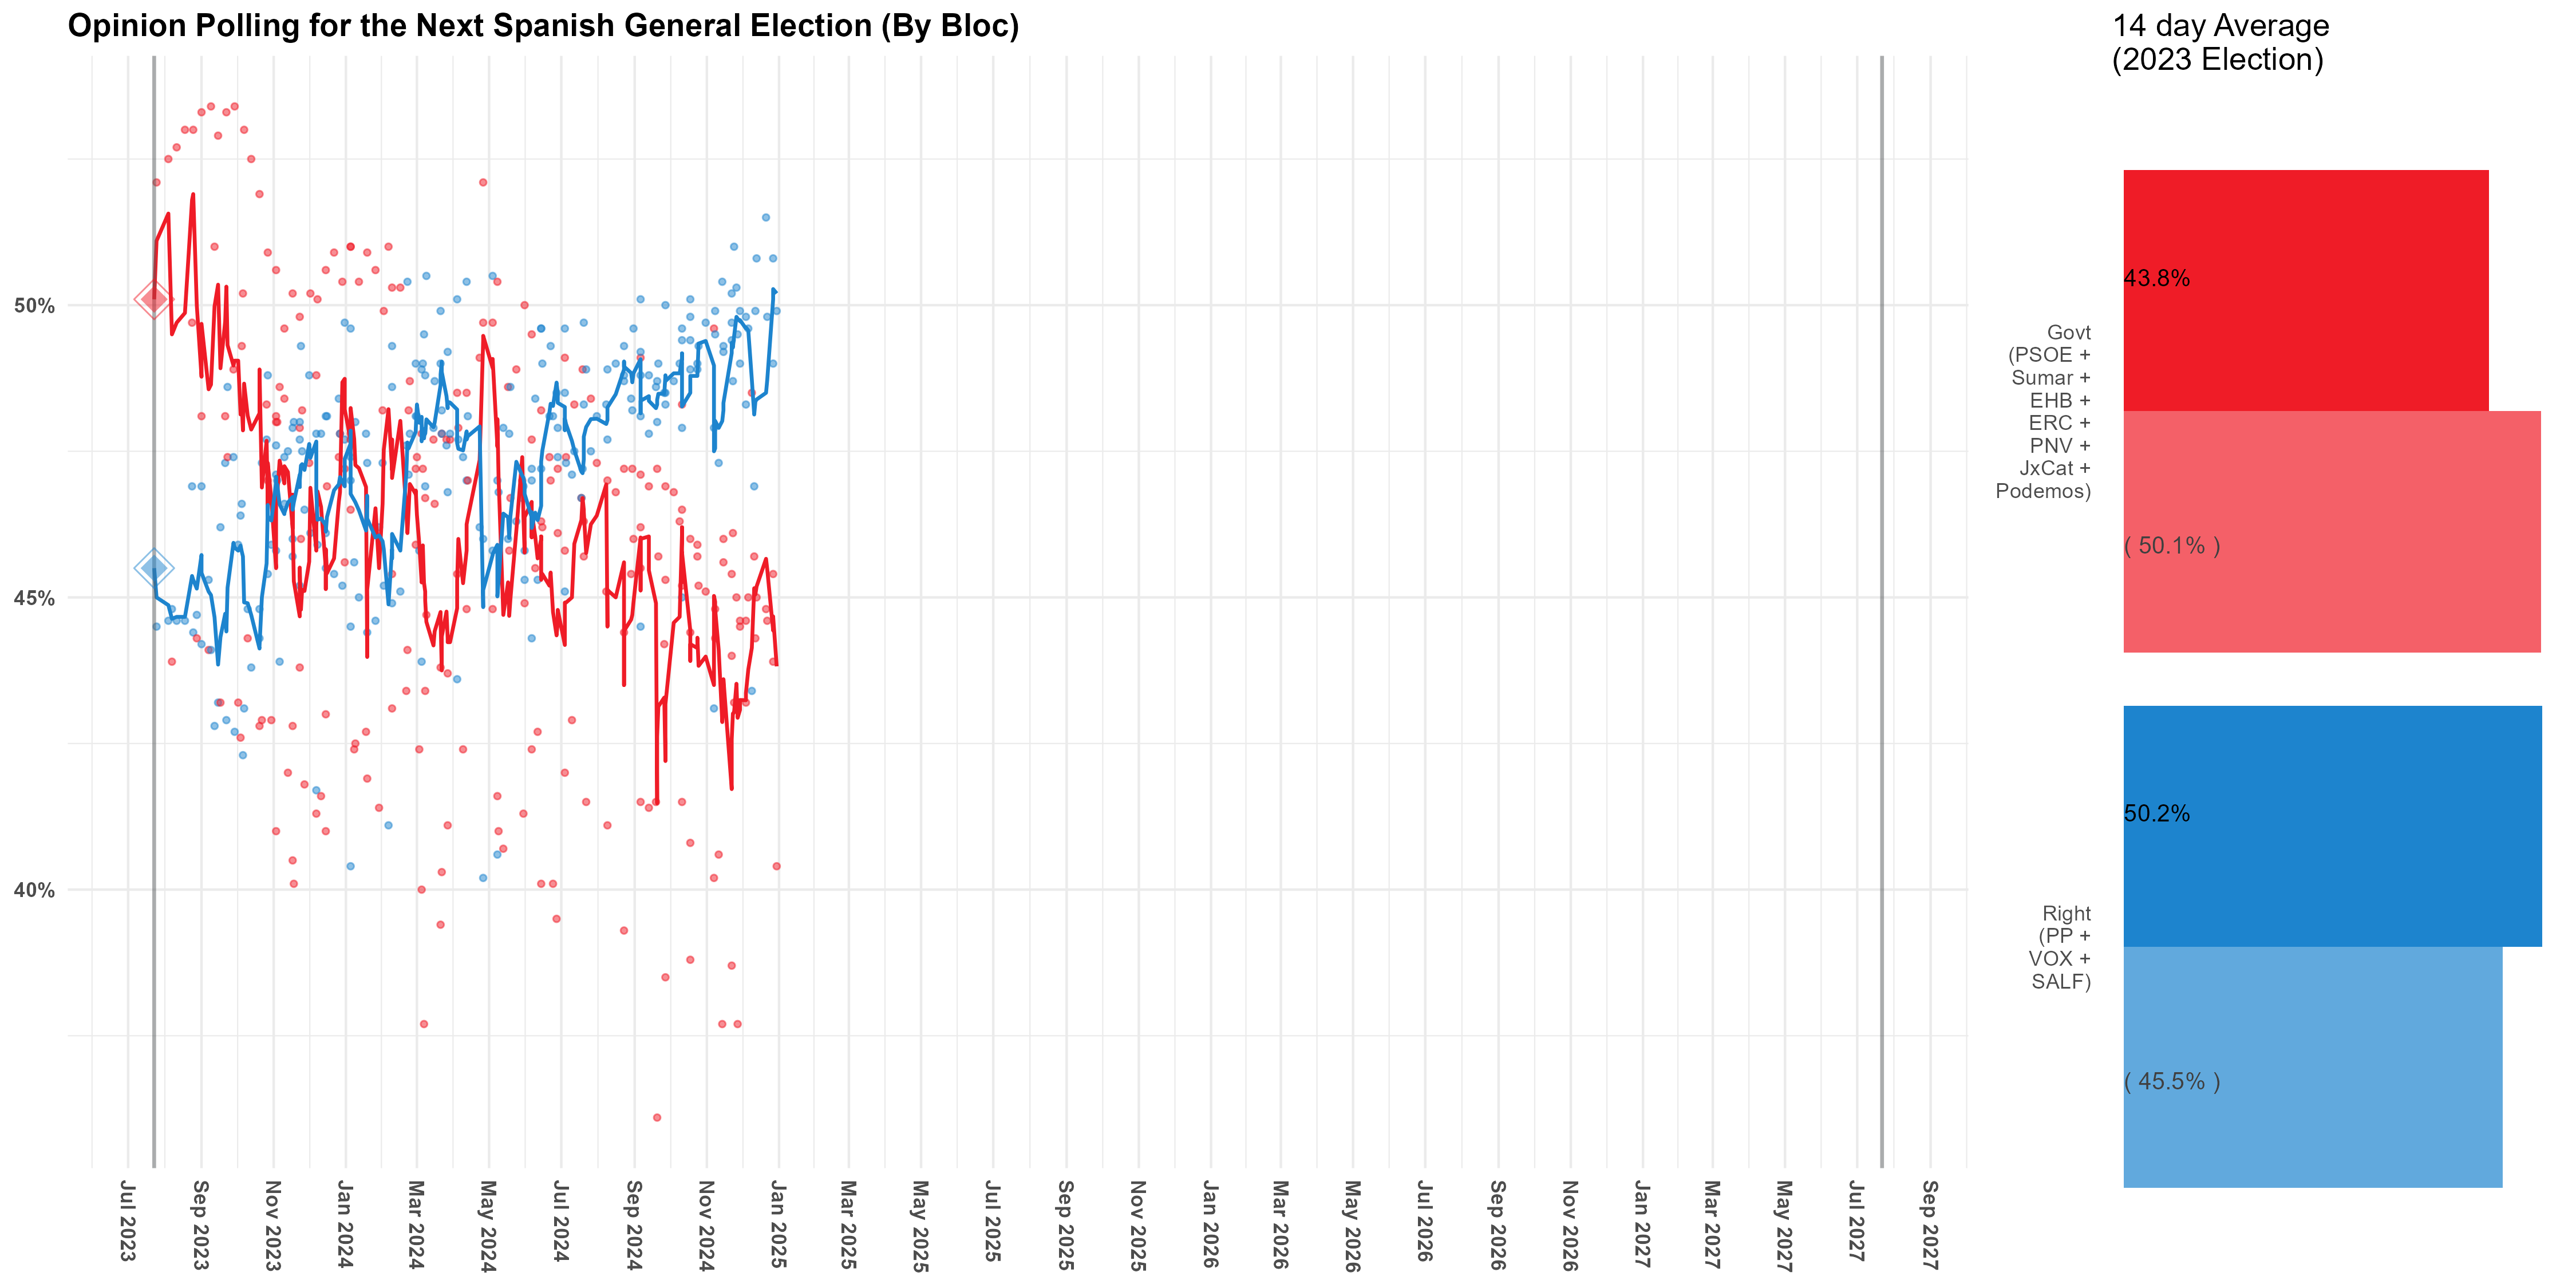 Opinion Polling for the Next Spanish General Election (By Bloc)
14 day Average
(2023 Election)
50%
45%
40%
Jul 2023
Sep 2023
Nov 2023
Jan 2024
Mar 2024
May 2024
Jul 2024
Sep 2024
Nov 2024
Jan 2025
Mar 2025
May 2025
Jul 2025
Sep 2025
Nov 2025
Jan 2026
Mar 2026
May 2026
Jul 2026
Sep 2026
Nov 2026
Jan 2027
Mar 2027
May 2027
Jul 2027
Sep 2027
Govt
(PSOE +
Sumar +
EHB +
ERC +
PNV +
JxCat +
Podemos)
43.8%
( 50.1% )
Right
(PP +
VOX +
SALF)
50.2%
( 45.5% )